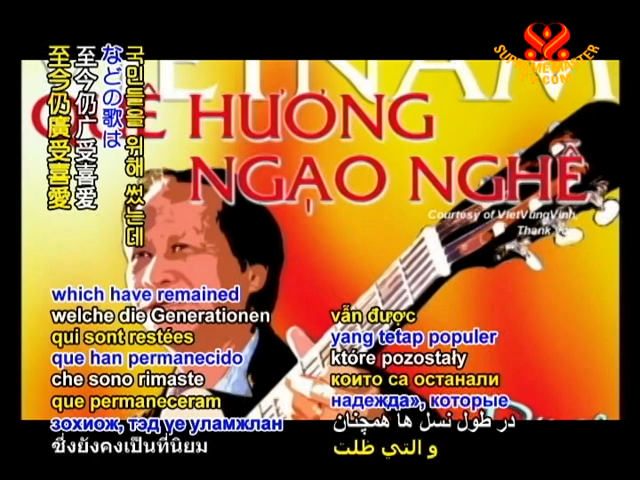 SUPREME MASTER
TV.COM
VIETNAM
QUÊ HƯƠNG
NGẠO NGHỄ
Courtesy of VietVungVinh,
Thank
국민들을 위해 썼는데
などの歌は
至今仍广受喜爱
至今仍廣受喜愛
which have remained
welche die Generationen
qui sont restées
que han permanecido
che sono rimaste
que permaneceram
зохиож, тэд үе уламжлан
ซึ่งยังคงเป็นที่นิยม
vẫn được
yang tetap populer
które pozostały
които са останали
надежда», которые
در طول نسل ها همچنان
و التي ظلت